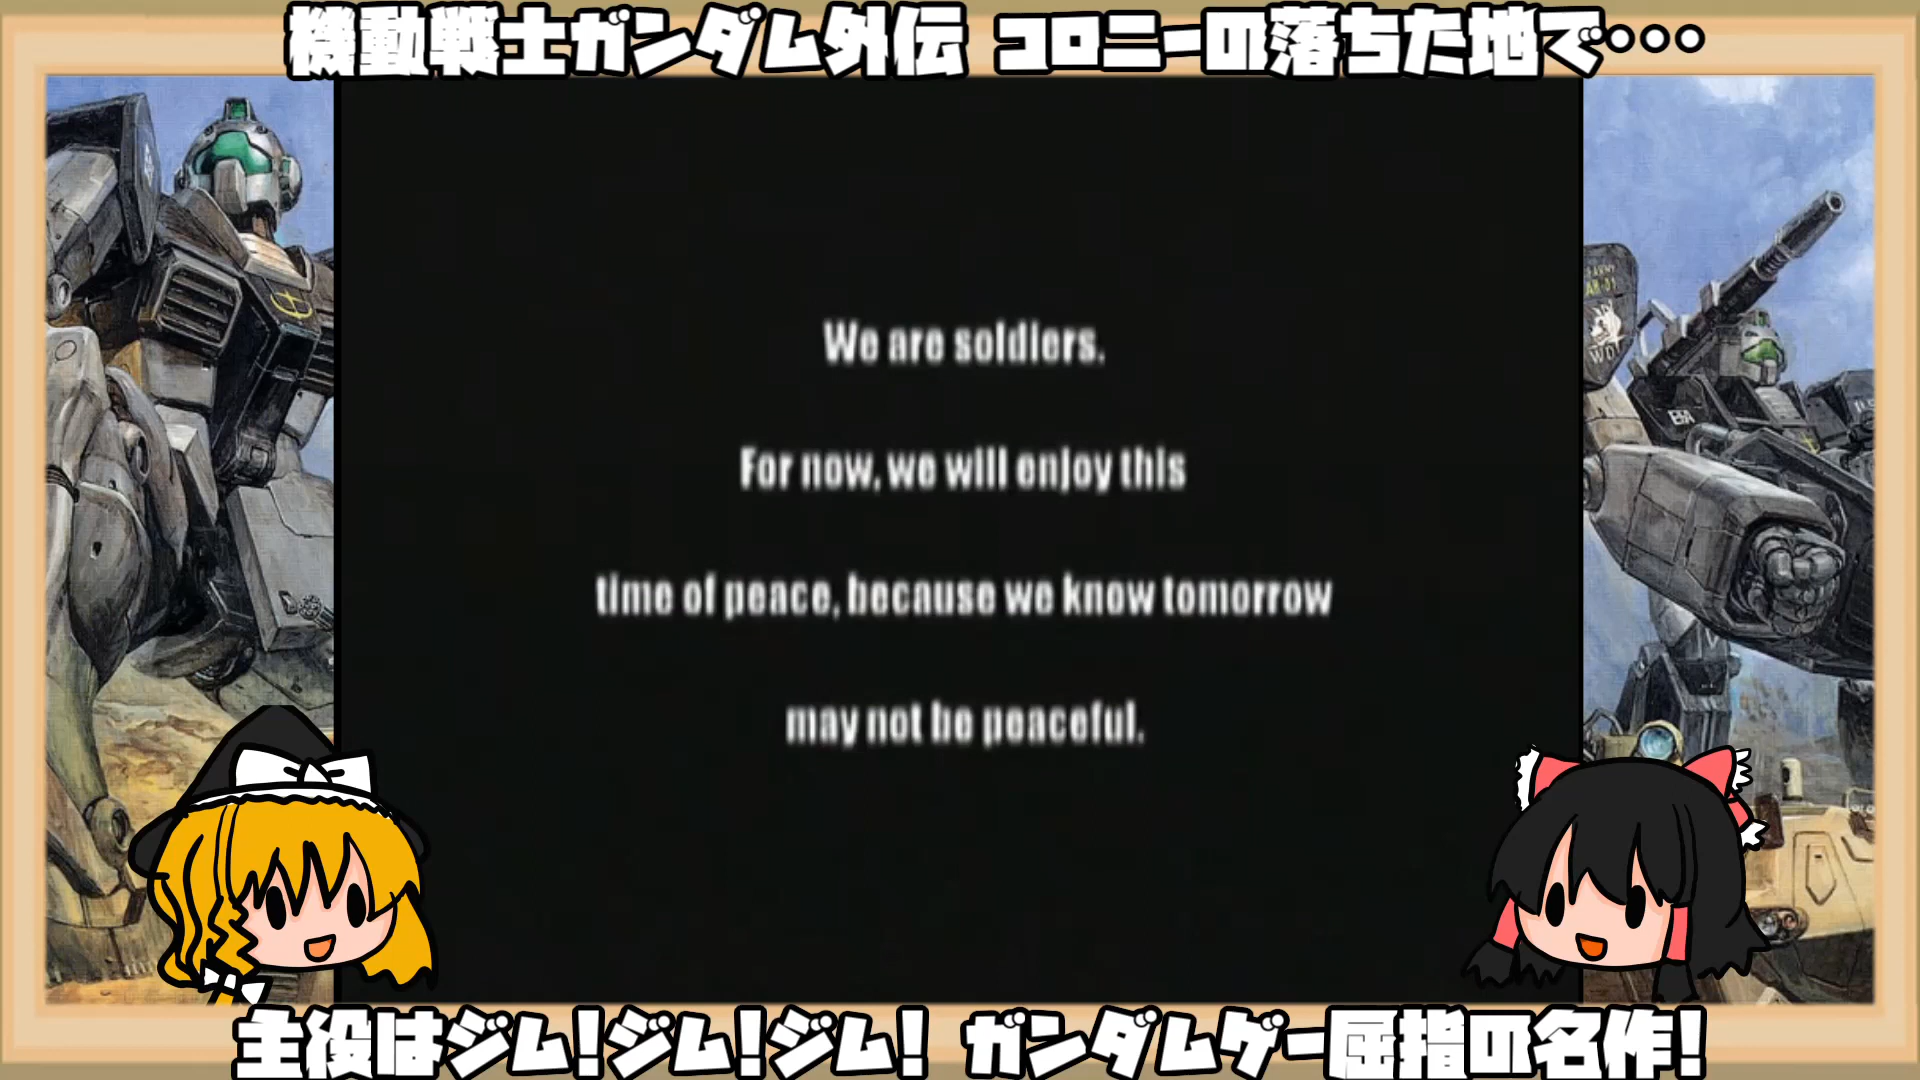 機動戦士ガンダム外伝 コロニーの落ちた地で・・・
We are soldiers.
For now, we will enjoy this
time of peace, because we know tomorrow
may not be peaceful.
WD
EFA
主役はジム!ジム!ジム! ガンダムゲー屈指の名作!